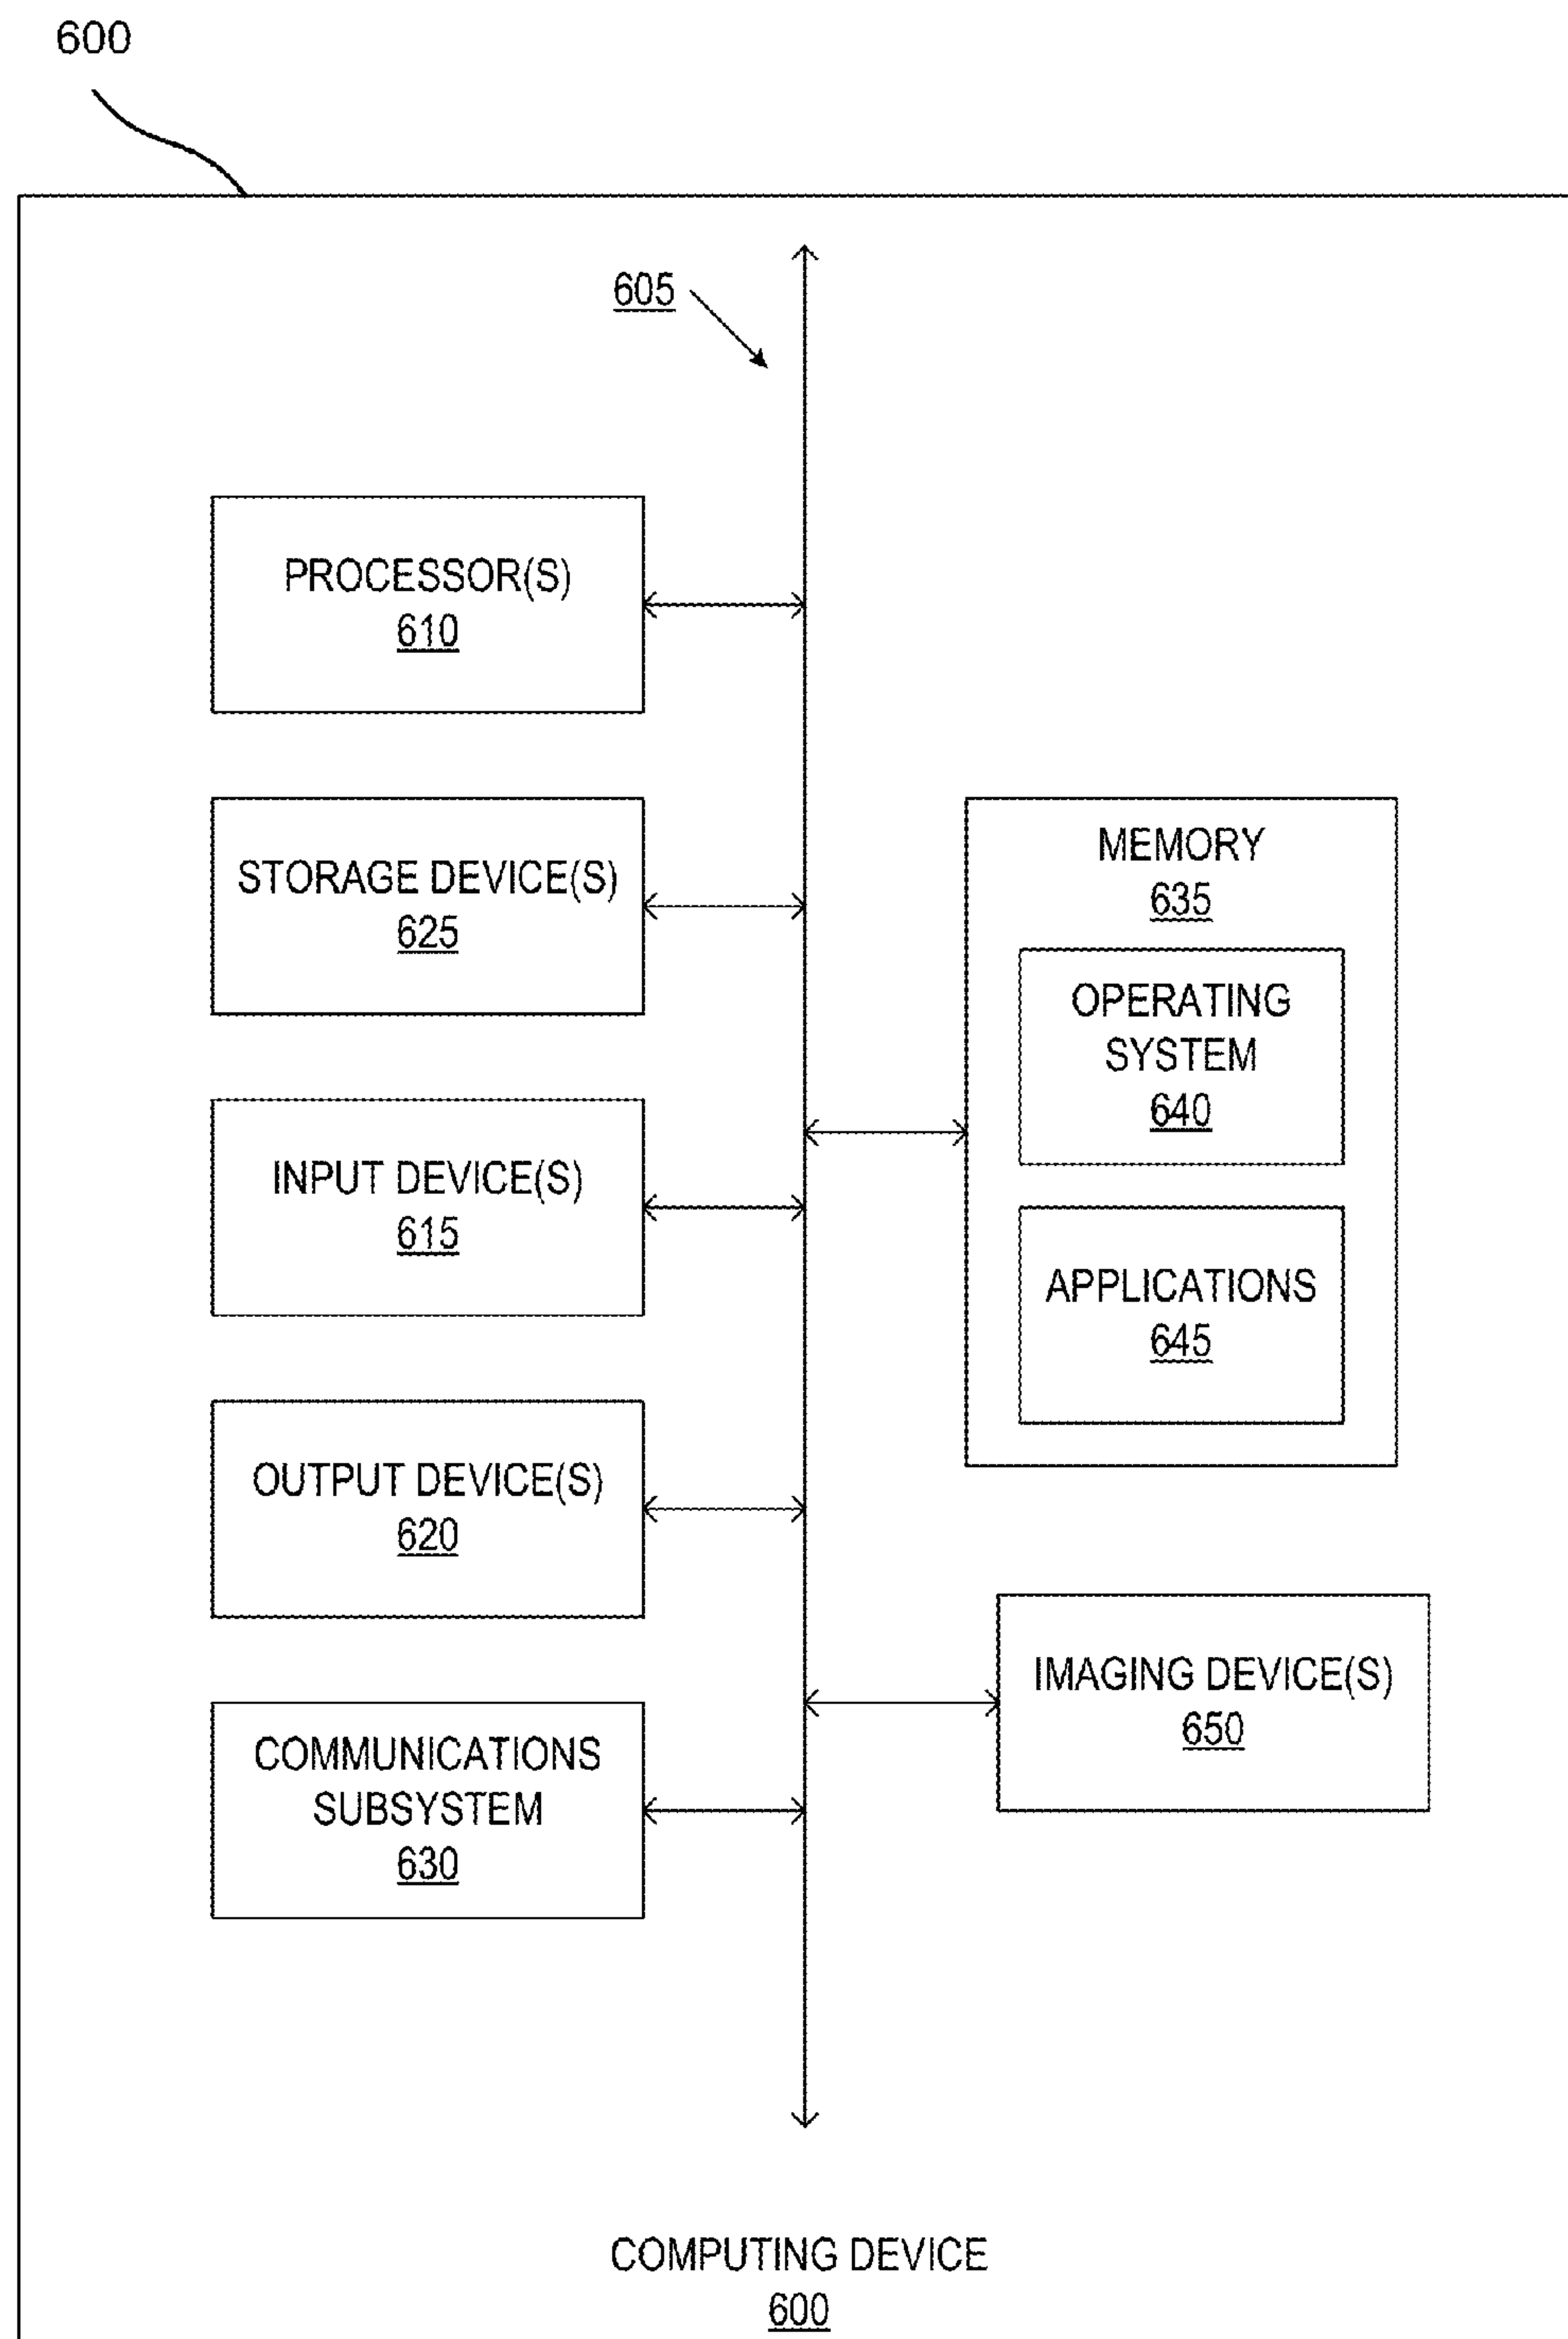 600
605
PROCESSOR(S)
610
STORAGE DEVICE(S)
625
INPUT DEVICE(S)
615
OUTPUT DEVICE(S)
620
COMMUNICATIONS
SUBSYSTEM
630
MEMORY
635
OPERATING
SYSTEM
640
APPLICATIONS
645
IMAGING DEVICE(S)
650
COMPUTING DEVICE
600